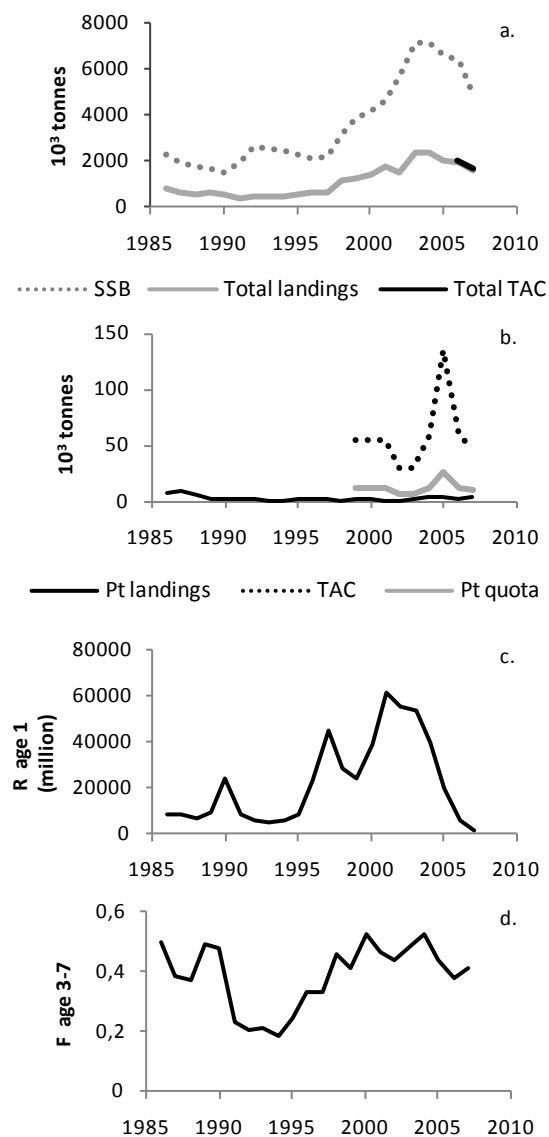 a.
10³ tonnes
8000
6000
4000
2000
0
1985 1990 1995 2000 2005 2010
SSB Total landings Total TAC
b.
10³ tonnes
150
100
50
0
1985 1990 1995 2000 2005 2010
Pt landings TAC Pt quota
c.
R age 1
(million)
80000
60000
40000
20000
0
1985 1990 1995 2000 2005 2010
d.
F age 3-7
0,6
0,4
0,2
0
1985 1990 1995 2000 2005 2010